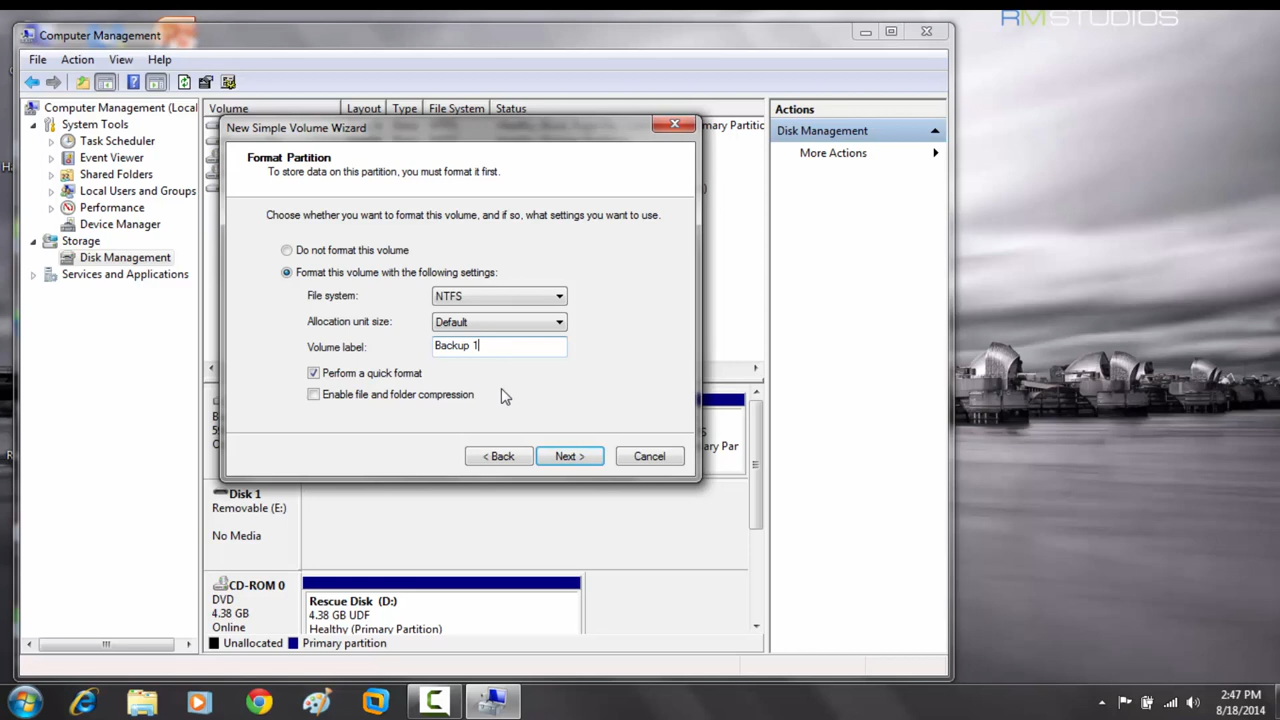 RMSTUDIOS
Computer Management
File Action View Help
Computer Management (Local
System Tools
Task Scheduler
Event Viewer
Shared Folders
Local Users and Groups
Performance
Device Manager
Storage
Disk Management
Services and Applications
Volume Layout Type File System Status
mary Partitic
Actions
Disk Management
More Actions
New Simple Volume Wizard
Format Partition
To store data on this partition, you must format it first.
Choose whether you want to format this volume, and if so, what settings you want to use.
Do not format this volume
Format this volume with the following settings:
File system: NTFS
Allocation unit size: Default
Volume label: Backup 1
Perform a quick format
Enable file and folder compression
< Back Next > Cancel
ary Par
Disk 1
Removable (E:)
No Media
CD-ROM 0
DVD
4.38 GB
Online
Rescue Disk (D:)
4.38 GB UDF
Healthy (Primary Partition)
Unallocated Primary partition
2:47 PM
8/18/2014